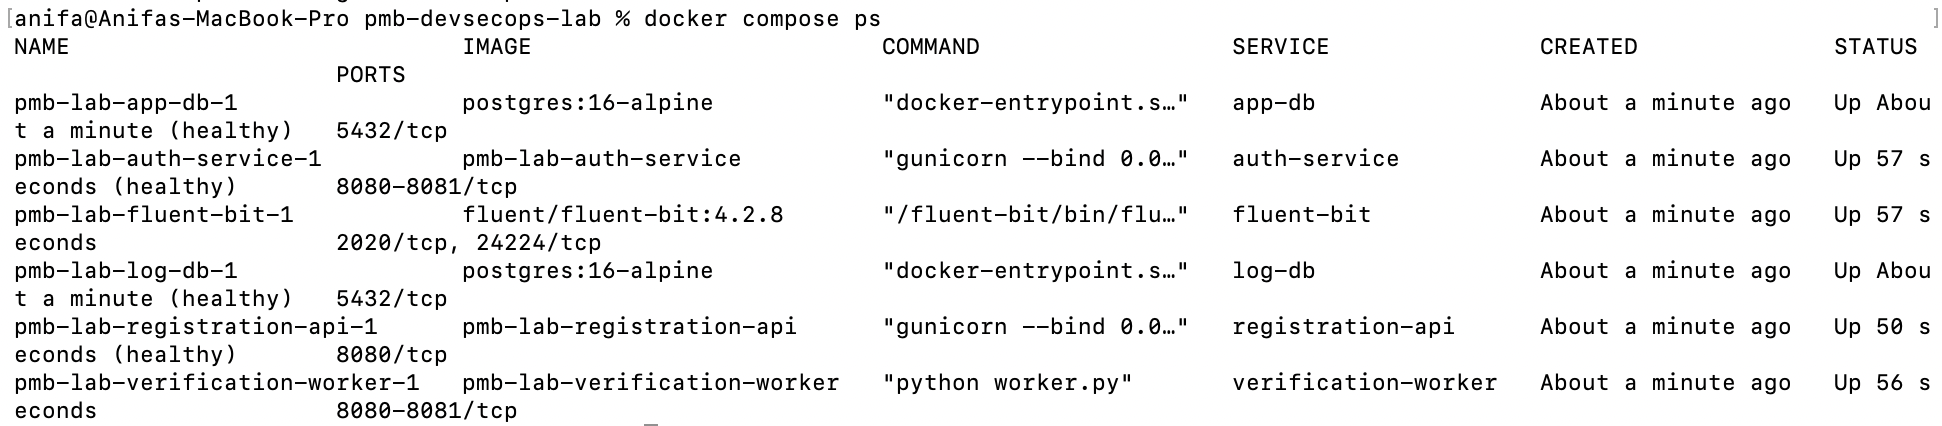 [anifa@Anifas-MacBook-Pro pmb-devsecops-lab % docker compose ps ]
NAME IMAGE COMMAND SERVICE CREATED STATUS
PORTS
pmb-lab-app-db-1 postgres:16-alpine "docker-entrypoint.s…" app-db About a minute ago Up Abou
t a minute (healthy) 5432/tcp
pmb-lab-auth-service-1 pmb-lab-auth-service "gunicorn --bind 0.0…" auth-service About a minute ago Up 57 s
econds (healthy) 8080-8081/tcp
pmb-lab-fluent-bit-1 fluent/fluent-bit:4.2.8 "/fluent-bit/bin/flu…" fluent-bit About a minute ago Up 57 s
econds 2020/tcp, 24224/tcp
pmb-lab-log-db-1 postgres:16-alpine "docker-entrypoint.s…" log-db About a minute ago Up Abou
t a minute (healthy) 5432/tcp
pmb-lab-registration-api-1 pmb-lab-registration-api "gunicorn --bind 0.0…" registration-api About a minute ago Up 50 s
econds (healthy) 8080/tcp
pmb-lab-verification-worker-1 pmb-lab-verification-worker "python worker.py" verification-worker About a minute ago Up 56 s
econds 8080-8081/tcp